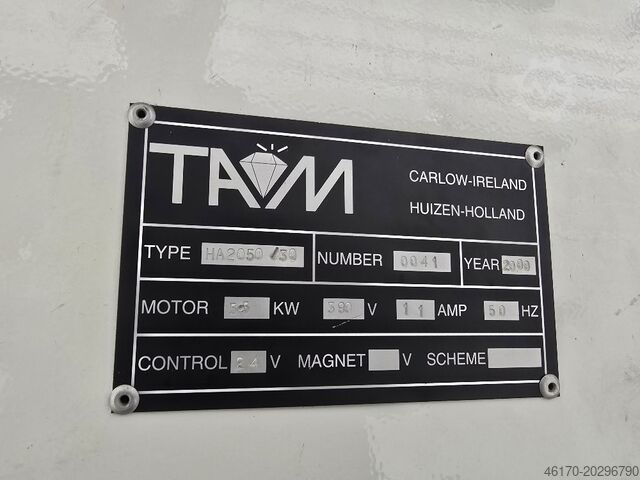 TAM
CARLOW-IRELAND
HUIZEN-HOLLAND
TYPE HA2050/30 NUMBER 0041 YEAR 2000
MOTOR KW 380 V 11 AMP 50 HZ
CONTROL 24 V MAGNET V SCHEME
46170-20296790